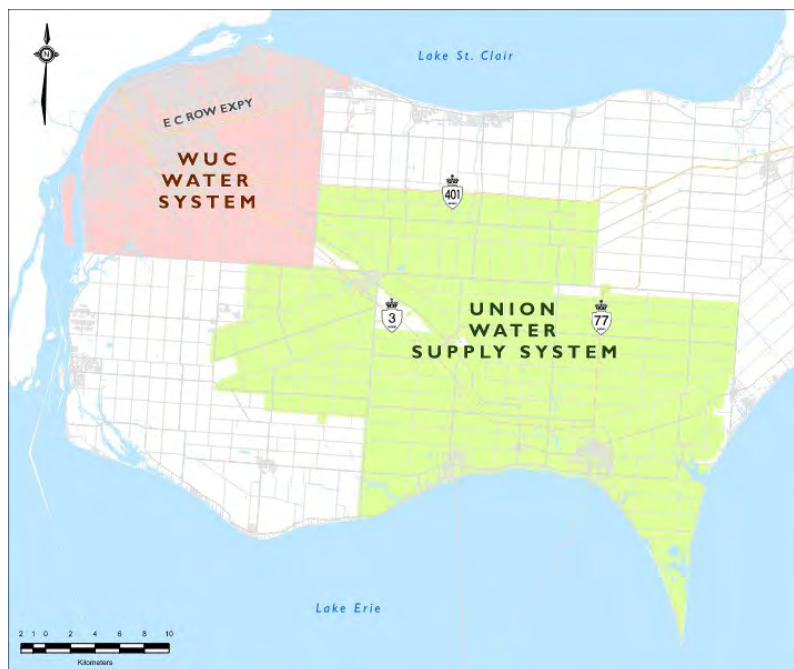 N
Lake St. Clair
E C ROW EXPY
WUC
WATER
SYSTEM
401
3
UNION
WATER
SUPPLY SYSTEM
77
Lake Erie
2 1 0 2 4 6 8 10
Kilometers